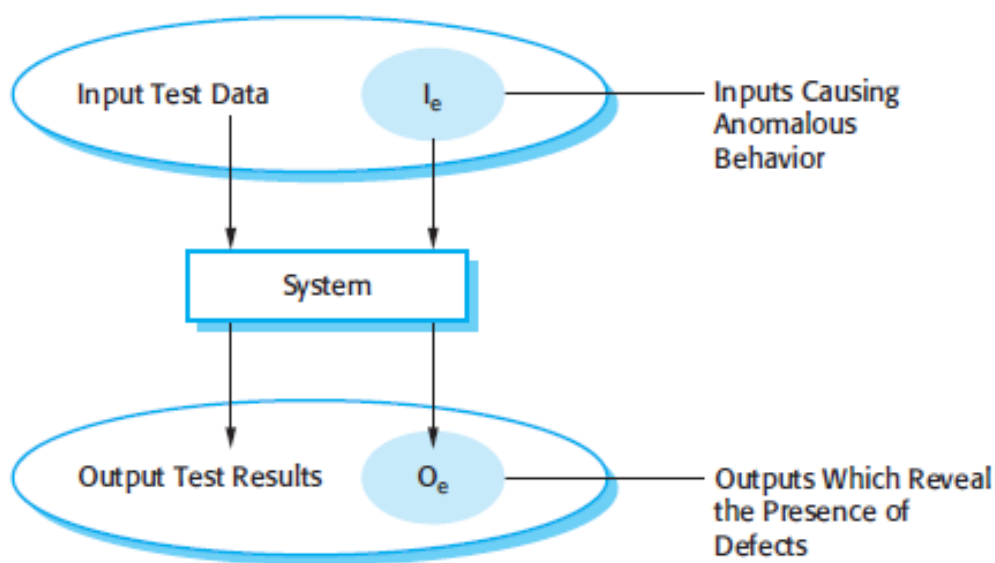 Input Test Data
Iₑ
Inputs Causing
Anomalous
Behavior
System
Output Test Results
Oₑ
Outputs Which Reveal
the Presence of
Defects